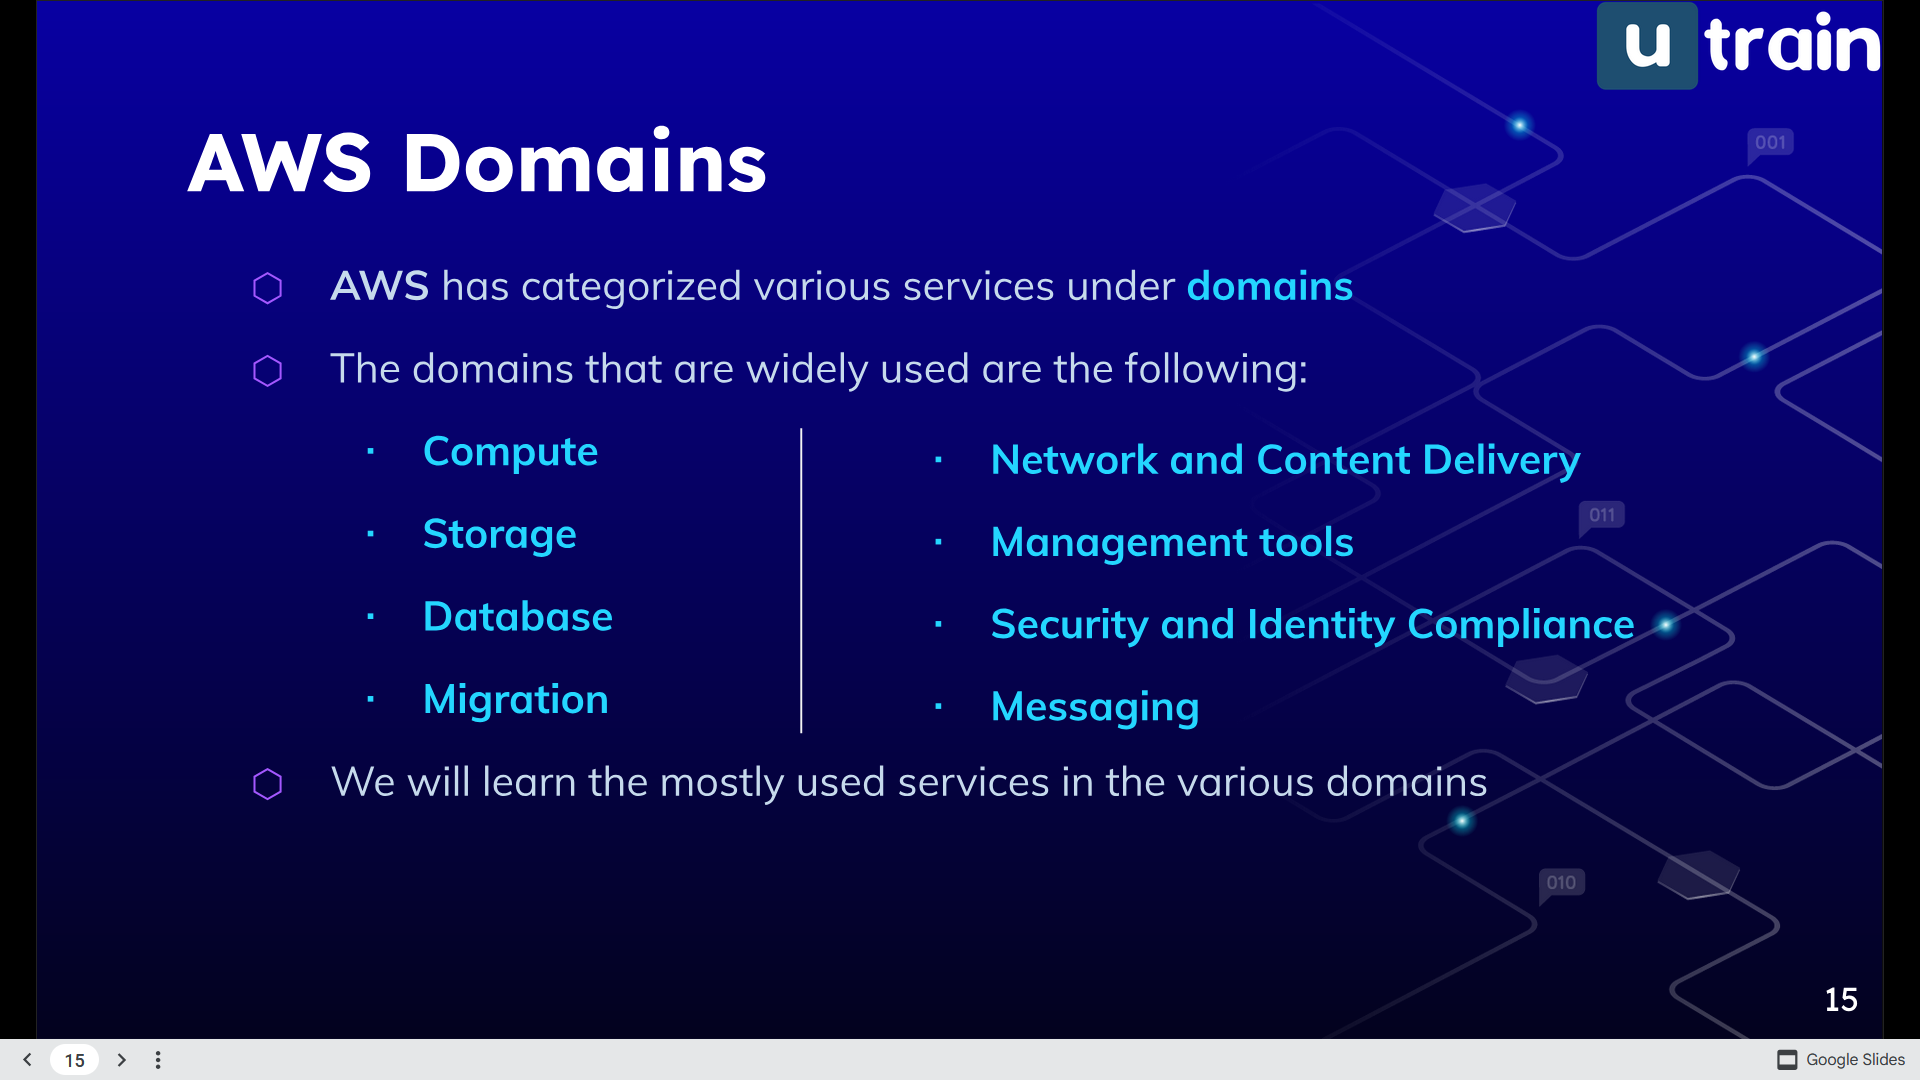 u train
AWS Domains
001
AWS has categorized various services under domains
The domains that are widely used are the following:
Compute
Storage
Database
Migration
Network and Content Delivery
011
Management tools
Security and Identity Compliance
Messaging
We will learn the mostly used services in the various domains
010
15
15
Google Slides